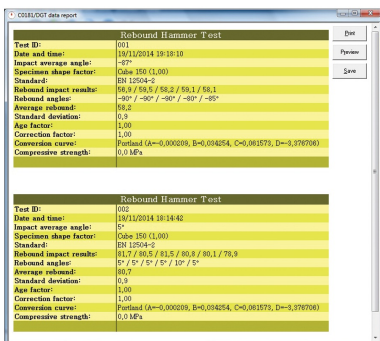 C0181/DGT data report
Print
Preview
Save
Rebound Hammer Test
Test ID: 001
Date and time: 19/11/2014 19:18:10
Impact average angle: -87°
Specimen shape factor: Cube 150 (1,00)
Standard: EN 12504-2
Rebound impact results: 56,9 / 59,5 / 58,2 / 59,1 / 58,1
Rebound angles: -90° / -90° / -90° / -80° / -85°
Average rebound: 58,2
Standard deviation: 0,9
Age factor: 1,00
Correction factor: 1,00
Conversion curve: Portland (A=-0,000209, B=0,034254, C=0,061573, D=-3,376706)
Compressive strength: 0,0 MPa
Rebound Hammer Test
Test ID: 002
Date and time: 19/11/2014 18:14:42
Impact average angle: 5°
Specimen shape factor: Cube 150 (1,00)
Standard: EN 12504-2
Rebound impact results: 81,7 / 80,5 / 81,5 / 80,8 / 80,1 / 78,9
Rebound angles: 5° / 5° / 5° / 5° / 10° / 5°
Average rebound: 80,7
Standard deviation: 0,9
Age factor: 1,00
Correction factor: 1,00
Conversion curve: Portland (A=-0,000209, B=0,034254, C=0,061573, D=-3,376706)
Compressive strength: 0,0 MPa